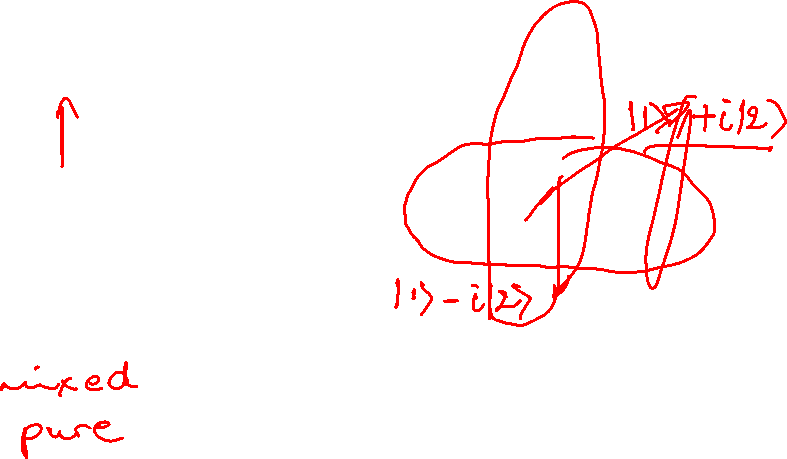 |1> + i|2>
|1> - i|2>
mixed
pure